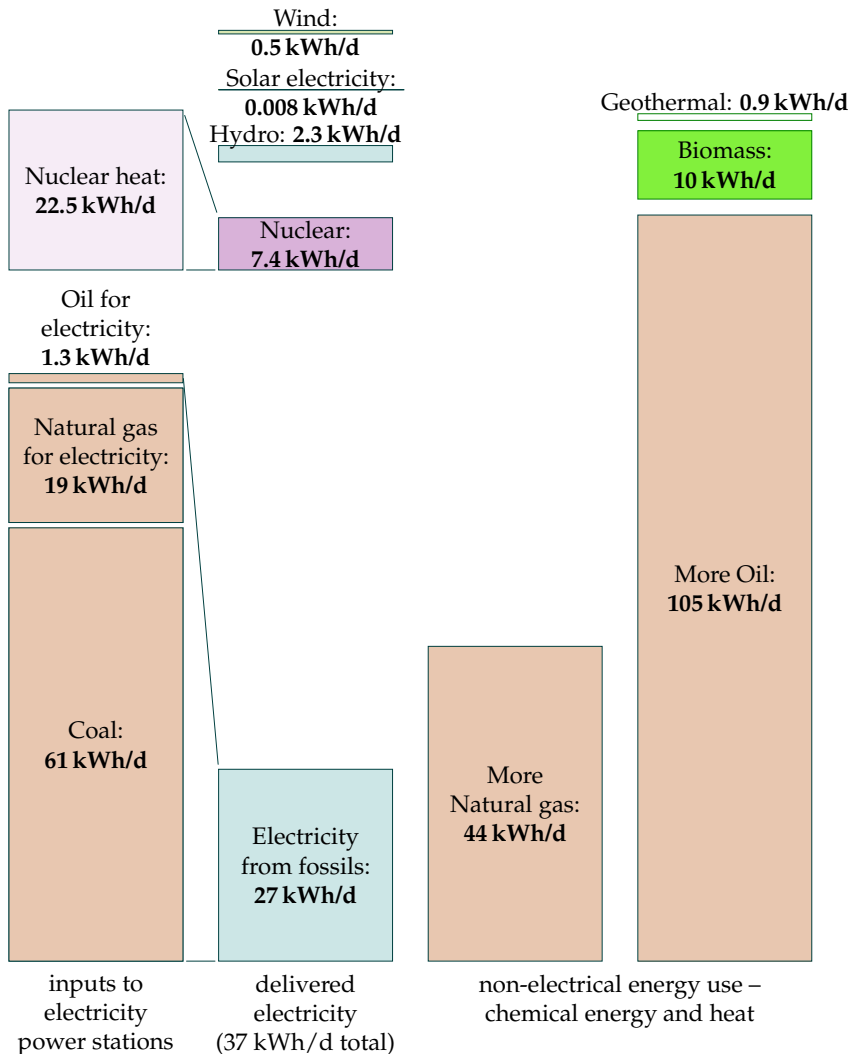 Wind:
0.5 kWh/d
Solar electricity:
0.008 kWh/d
Hydro: 2.3 kWh/d
Nuclear heat:
22.5 kWh/d
Nuclear:
7.4 kWh/d
Oil for
electricity:
1.3 kWh/d
Natural gas
for electricity:
19 kWh/d
Coal:
61 kWh/d
Electricity
from fossils:
27 kWh/d
More
Natural gas:
44 kWh/d
Geothermal: 0.9 kWh/d
Biomass:
10 kWh/d
More Oil:
105 kWh/d
inputs to
electricity
power stations
delivered
electricity
(37 kWh/d total)
non-electrical energy use –
chemical energy and heat